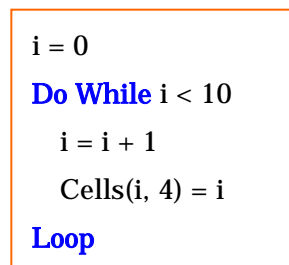 i = 0
Do While i < 10
i = i + 1
Cells(i, 4) = i
Loop